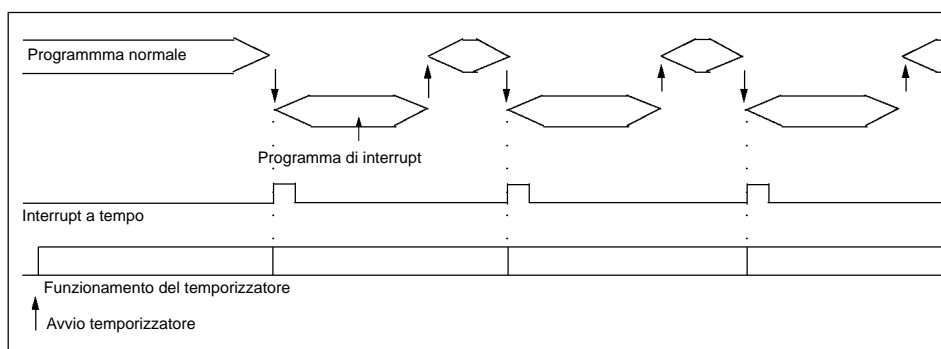 Programmma normale
Programma di interrupt
Interrupt a tempo
Funzionamento del temporizzatore
Avvio temporizzatore